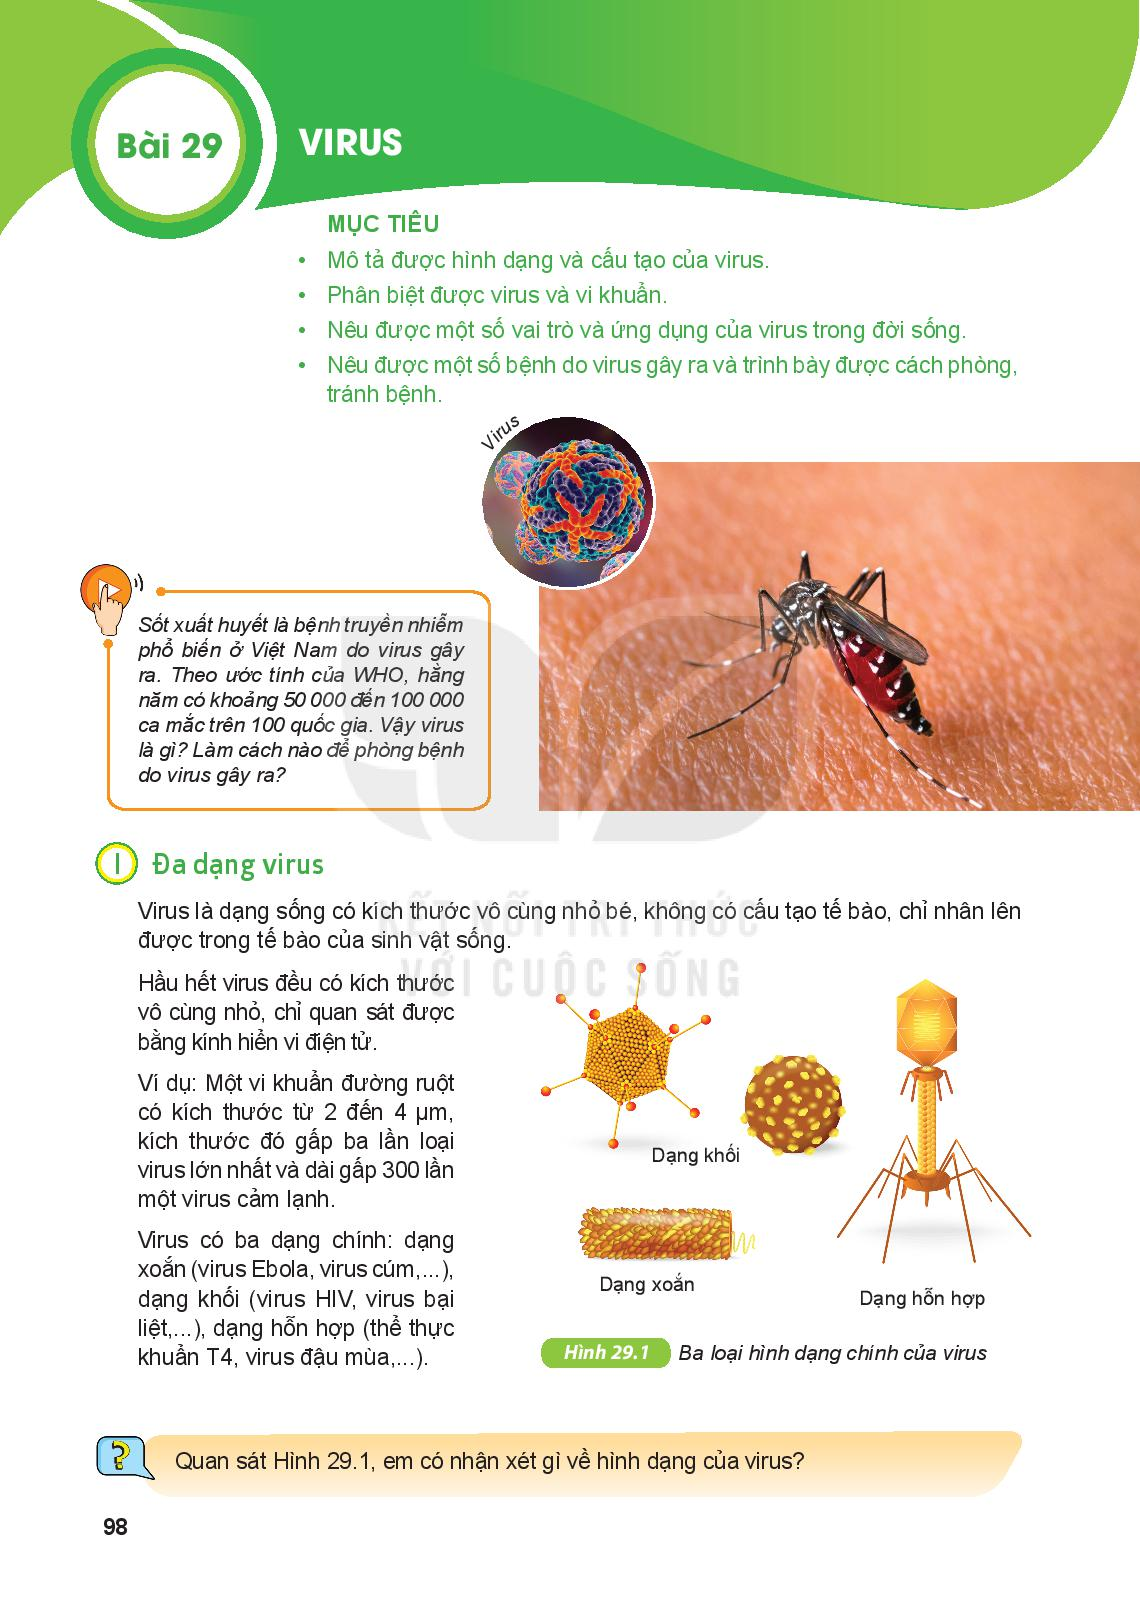 Bài 29
VIRUS
MỤC TIÊU
• Mô tả được hình dạng và cấu tạo của virus.
• Phân biệt được virus và vi khuẩn.
• Nêu được một số vai trò và ứng dụng của virus trong đời sống.
• Nêu được một số bệnh do virus gây ra và trình bày được cách phòng,
tránh bệnh.
Virus
Sốt xuất huyết là bệnh truyền nhiễm
phổ biến ở Việt Nam do virus gây
ra. Theo ước tính của WHO, hằng
năm có khoảng 50 000 đến 100 000
ca mắc trên 100 quốc gia. Vậy virus
là gì? Làm cách nào để phòng bệnh
do virus gây ra?
I Đa dạng virus
Virus là dạng sống có kích thước vô cùng nhỏ bé, không có cấu tạo tế bào, chỉ nhân lên
được trong tế bào của sinh vật sống.
KẾT NỐI TRI THỨC
VỚI CUỘC SỐNG
Hầu hết virus đều có kích thước
vô cùng nhỏ, chỉ quan sát được
bằng kính hiển vi điện tử.
Ví dụ: Một vi khuẩn đường ruột
có kích thước từ 2 đến 4 μm,
kích thước đó gấp ba lần loại
virus lớn nhất và dài gấp 300 lần
một virus cảm lạnh.
Virus có ba dạng chính: dạng
xoắn (virus Ebola, virus cúm,...),
dạng khối (virus HIV, virus bại
liệt,...), dạng hỗn hợp (thể thực
khuẩn T4, virus đậu mùa,...).
Dạng khối
Dạng xoắn
Dạng hỗn hợp
Hình 29.1 Ba loại hình dạng chính của virus
? Quan sát Hình 29.1, em có nhận xét gì về hình dạng của virus?
98